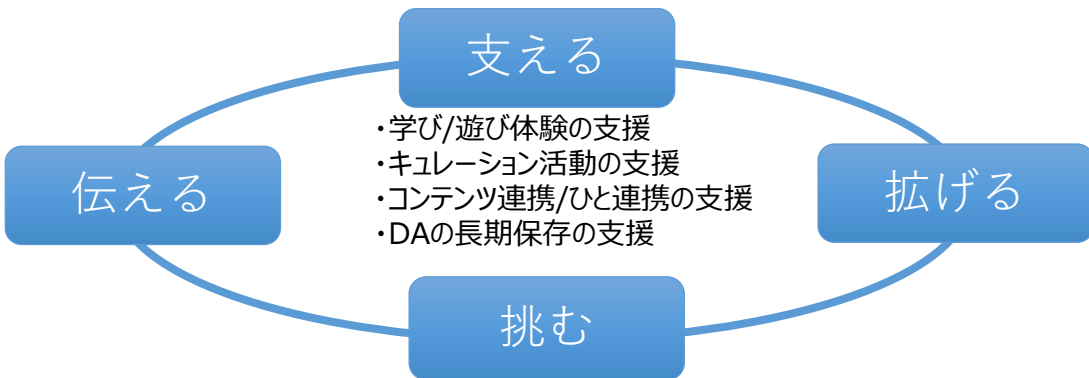 支える
・学び/遊び体験の支援
・キュレーション活動の支援
・コンテンツ連携/ひと連携の支援
・DAの長期保存の支援
伝える
拡げる
挑む